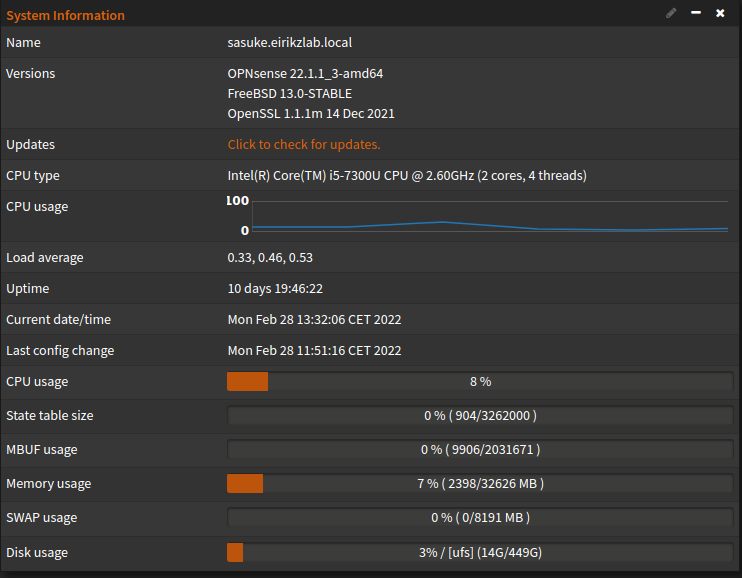 System Information
Name sasuke.eirikzlab.local
Versions OPNsense 22.1.1_3-amd64
FreeBSD 13.0-STABLE
OpenSSL 1.1.1m 14 Dec 2021
Updates Click to check for updates.
CPU type Intel(R) Core(TM) i5-7300U CPU @ 2.60GHz (2 cores, 4 threads)
CPU usage 100
0
Load average 0.33, 0.46, 0.53
Uptime 10 days 19:46:22
Current date/time Mon Feb 28 13:32:06 CET 2022
Last config change Mon Feb 28 11:51:16 CET 2022
CPU usage 8 %
State table size 0 % ( 904/3262000 )
MBUF usage 0 % ( 9906/2031671 )
Memory usage 7 % ( 2398/32626 MB )
SWAP usage 0 % ( 0/8191 MB )
Disk usage 3% / [ufs] (14G/449G)